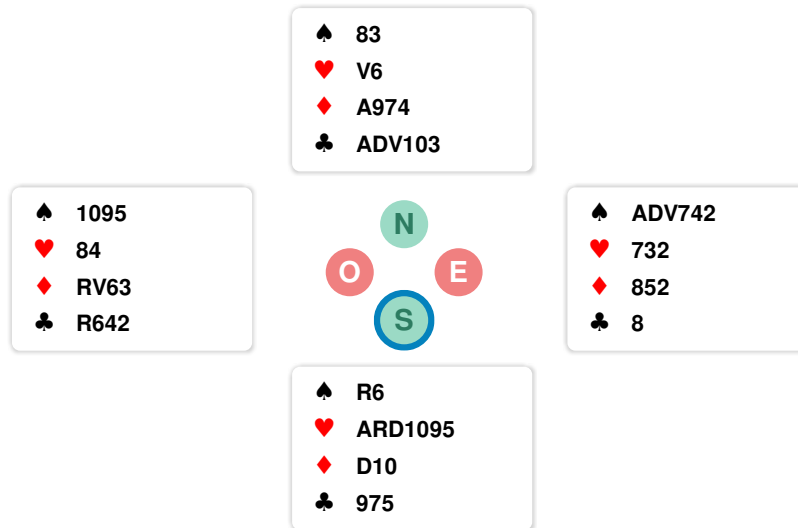 ♠ 83
♥ V6
♦ A974
♣ ADV103
♠ 1095
♥ 84
♦ RV63
♣ R642
N
O E
S
♠ ADV742
♥ 732
♦ 852
♣ 8
♠ R6
♥ ARD1095
♦ D10
♣ 975